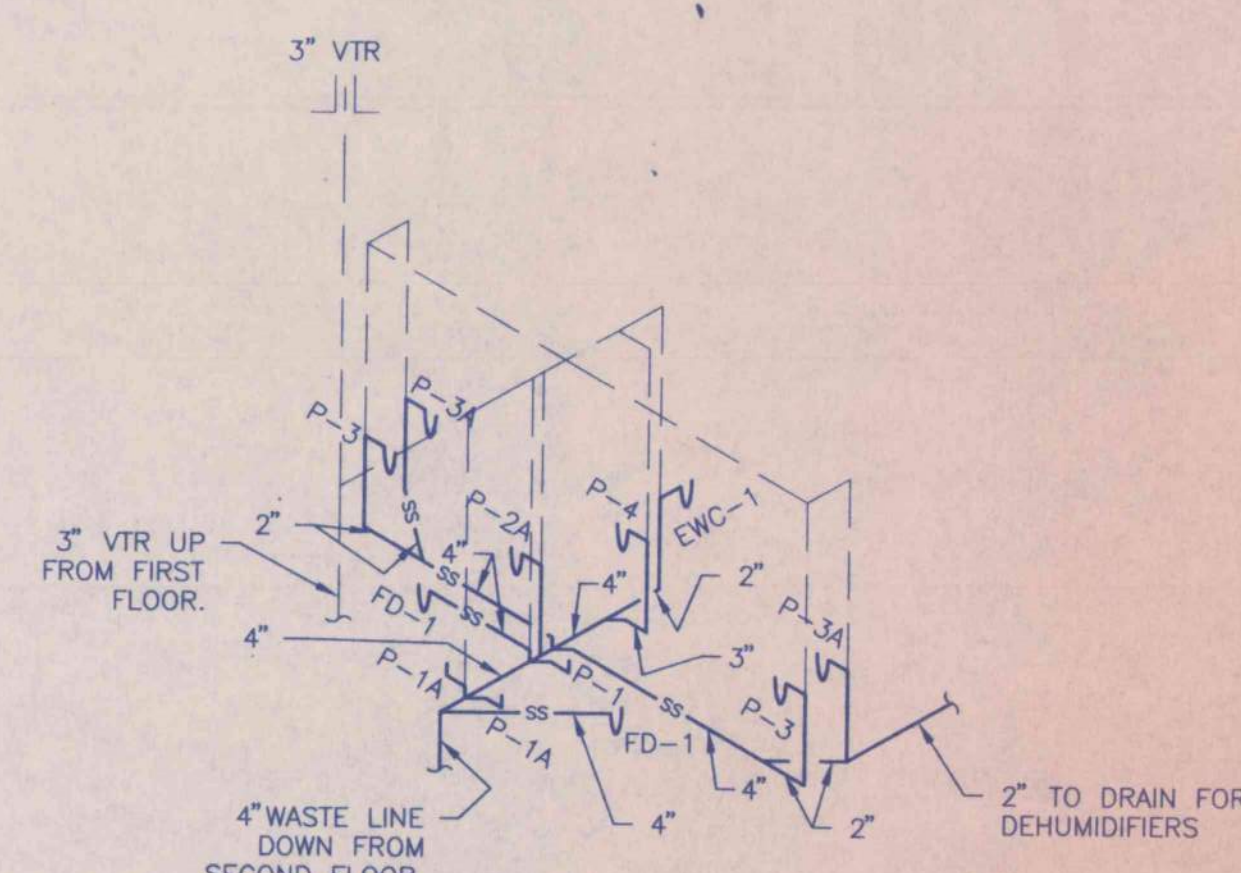 3" VTR
P-3A
P-3
P-2A
P-4
EWC-1
2"
3" VTR UP
FROM FIRST
FLOOR.
SS
4"
SS
4"
2"
FD-1
SS
P-3A
4"
3"
P-1A
P-1
SS
P-3
SS
P-1A
FD-1
4"
4"WASTE LINE
DOWN FROM
SECOND FLOOR
4"
2"
2" TO DRAIN FOR
DEHUMIDIFIERS